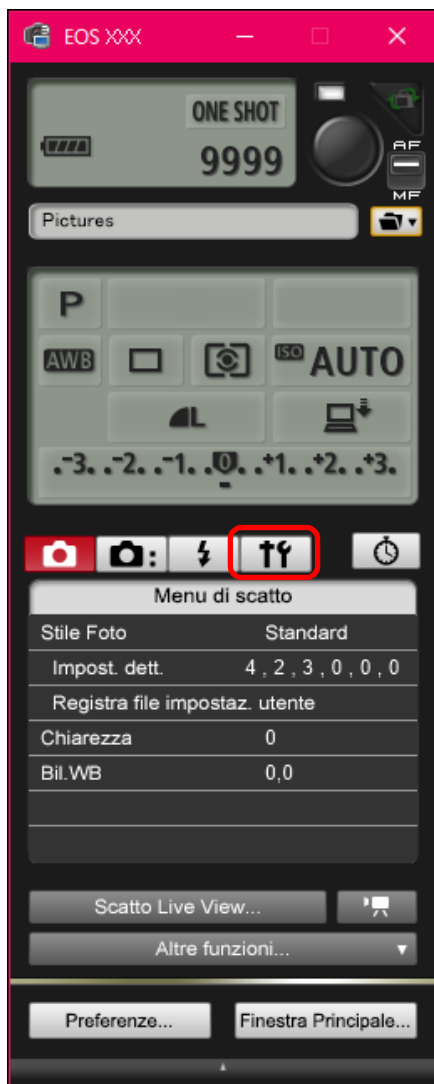 EOS XXX
ONE SHOT
9999
AF
MF
Pictures
P
AWB
ISO AUTO
L
-3. .-2. .-1. .0. .+1. .+2. .+3.
Menu di scatto
Stile Foto Standard
Impost. dett. 4 , 2 , 3 , 0 , 0 , 0
Registra file impostaz. utente
Chiarezza 0
Bil.WB 0,0
Scatto Live View...
Altre funzioni...
Preferenze... Finestra Principale...